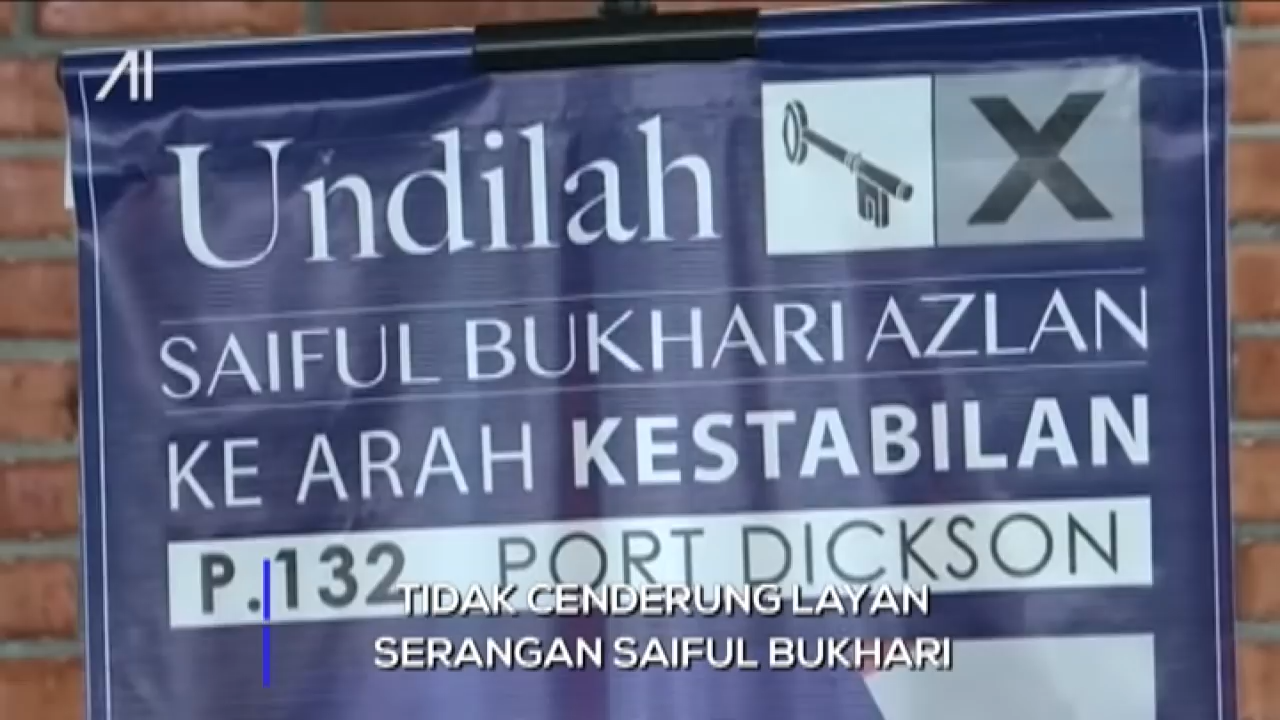 AI
Undilah X
SAIFUL BUKHARI AZLAN
KE ARAH KESTABILAN
P.132 PORT DICKSON
TIDAK CENDERUNG LAYAN
SERANGAN SAIFUL BUKHARI